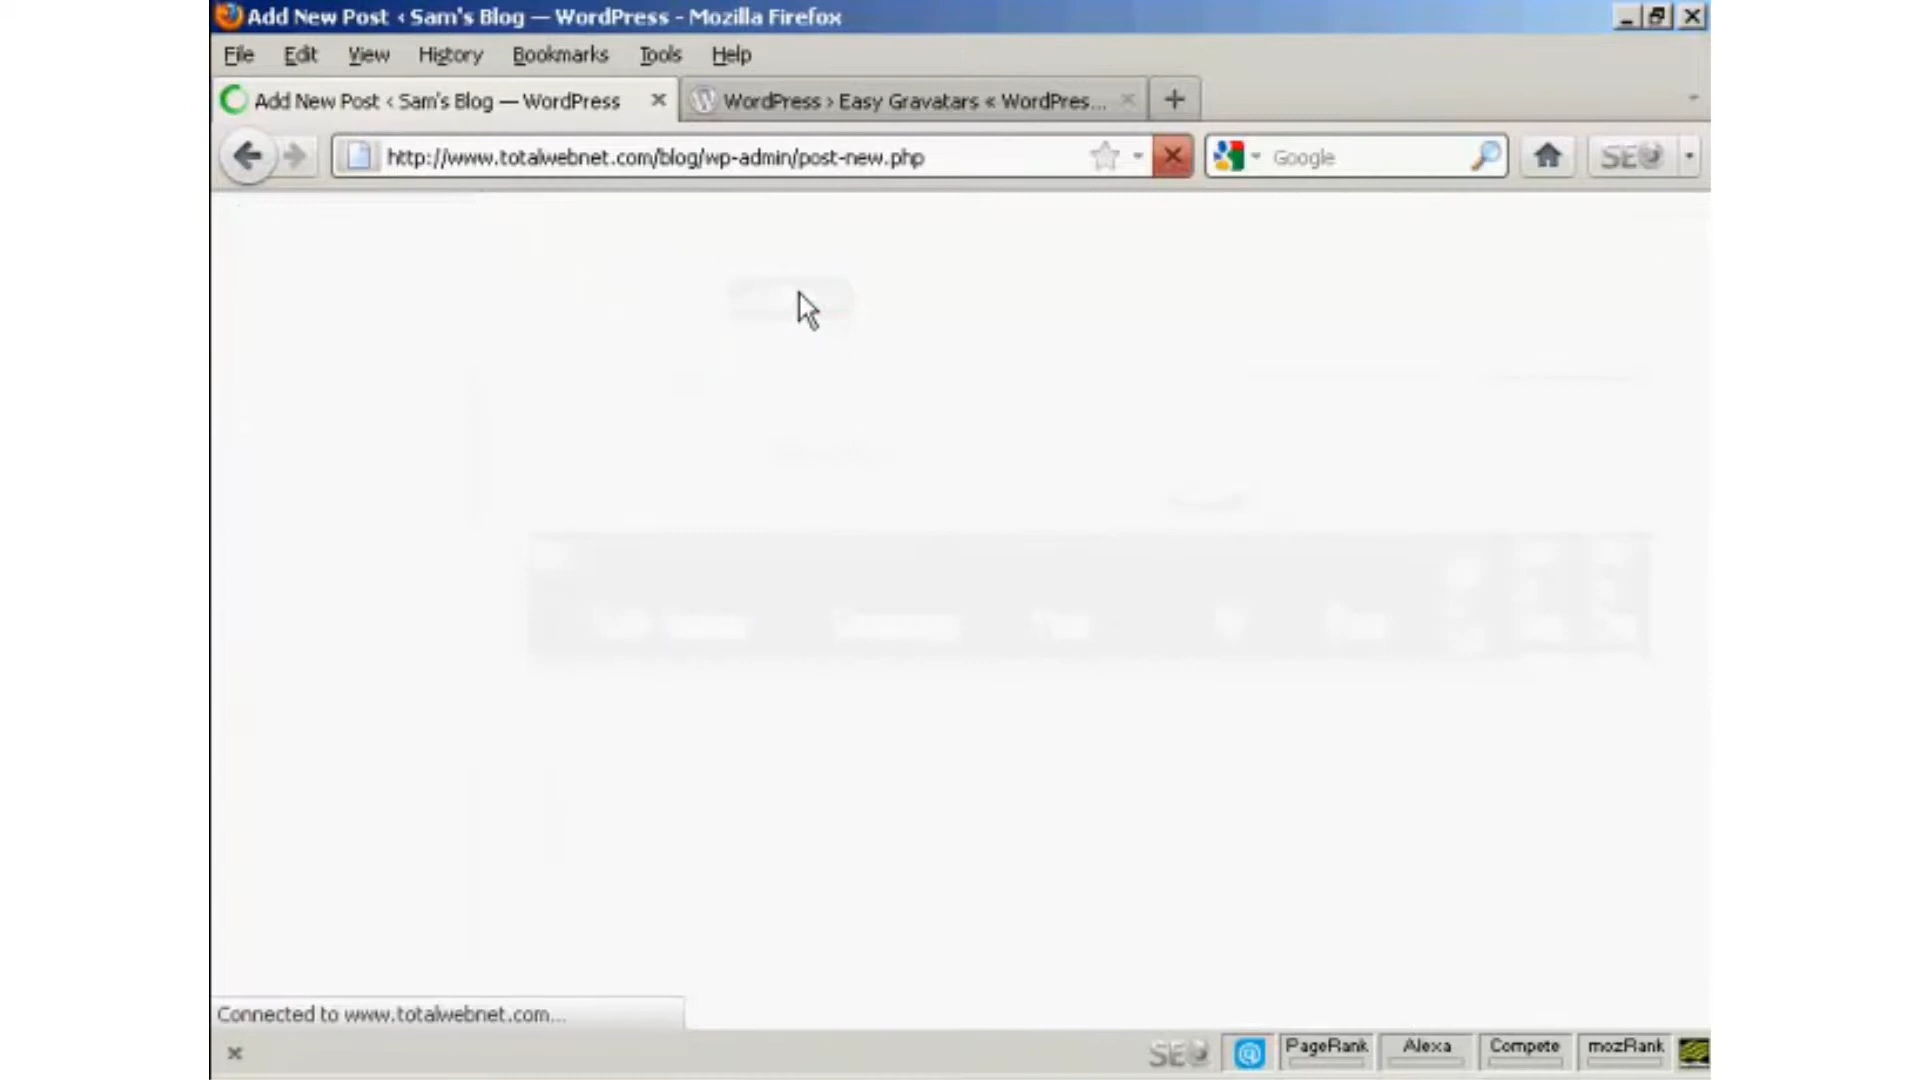 Add New Post ‹ Sam's Blog — WordPress - Mozilla Firefox
File Edit View History Bookmarks Tools Help
Add New Post ‹ Sam's Blog — WordPress
WordPress › Easy Gravatars « WordPres...
http://www.totalwebnet.com/blog/wp-admin/post-new.php
Google
SEO
Connected to www.totalwebnet.com...
SEO
PageRank
Alexa
Compete
mozRank